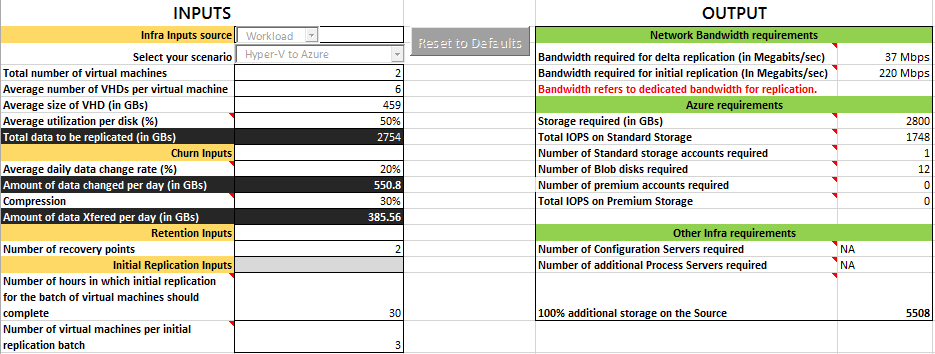 INPUTS
Infra Inputs source Workload
Reset to Defaults
Select your scenario Hyper-V to Azure
Total number of virtual machines 2
Average number of VHDs per virtual machine 6
Average size of VHD (in GBs) 459
Average utilization per disk (%) 50%
Total data to be replicated (in GBs) 2754
Churn Inputs
Average daily data change rate (%) 20%
Amount of data changed per day (in GBs) 550.8
Compression 30%
Amount of data Xfered per day (in GBs) 385.56
Retention Inputs
Number of recovery points 2
Initial Replication Inputs
Number of hours in which initial replication
for the batch of virtual machines should
complete 30
Number of virtual machines per initial
replication batch 3
OUTPUT
Network Bandwidth requirements
Bandwidth required for delta replication (in Megabits/sec) 37 Mbps
Bandwidth required for initial replication (In Megabits/sec) 220 Mbps
Bandwidth refers to dedicated bandwidth for replication.
Azure requirements
Storage required (in GBs) 2800
Total IOPS on Standard Storage 1748
Number of Standard storage accounts required 1
Number of Blob disks required 12
Number of premium accounts required 0
Total IOPS on Premium Storage 0
Other Infra requirements
Number of Configuration Servers required NA
Number of additional Process Servers required NA
100% additional storage on the Source 5508